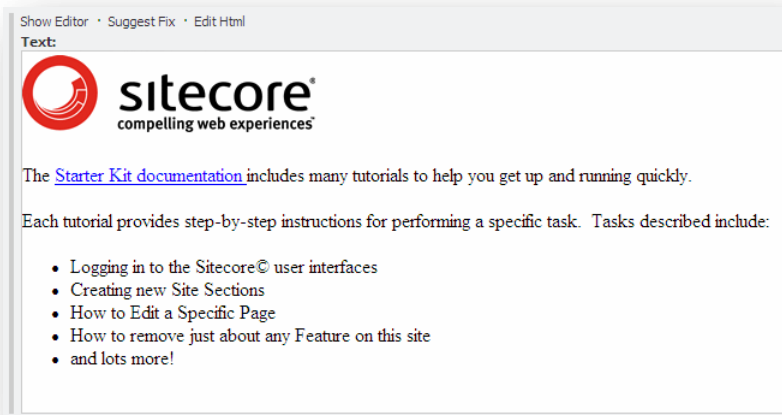 Show Editor · Suggest Fix · Edit Html
Text:
sitecore®
compelling web experiences
The Starter Kit documentation includes many tutorials to help you get up and running quickly.
Each tutorial provides step-by-step instructions for performing a specific task.  Tasks described include:
• Logging in to the Sitecore© user interfaces
• Creating new Site Sections
• How to Edit a Specific Page
• How to remove just about any Feature on this site
• and lots more!